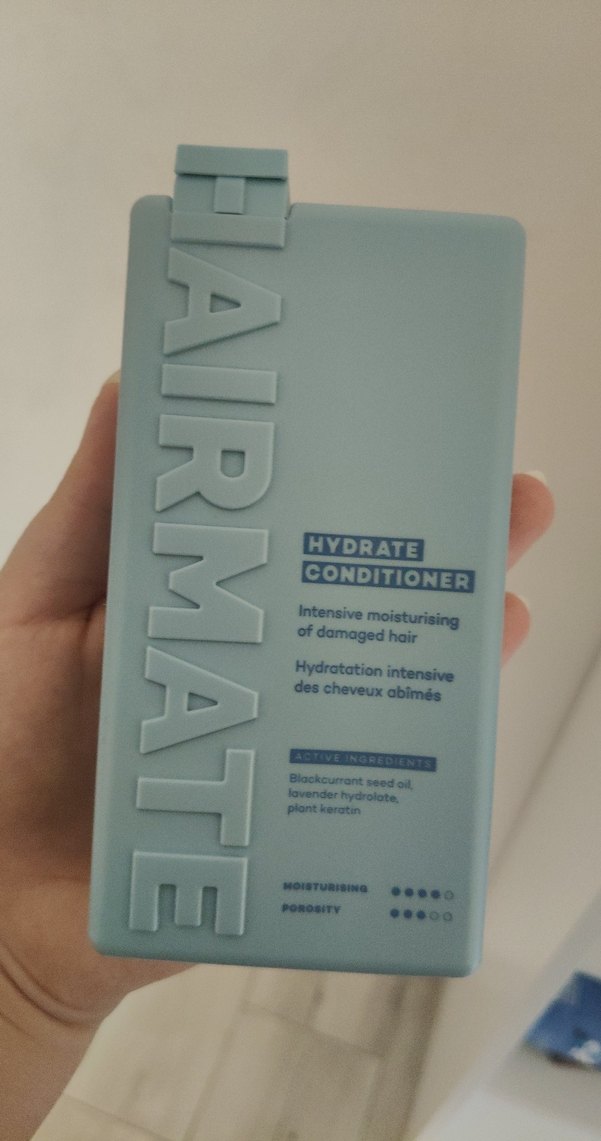 HAIRMATE
HYDRATE
CONDITIONER
Intensive moisturising
of damaged hair
Hydratation intensive
des cheveux abîmés
ACTIVE INGREDIENTS
Blackcurrant seed oil,
lavender hydrolate,
plant keratin
MOISTURISING
POROSITY